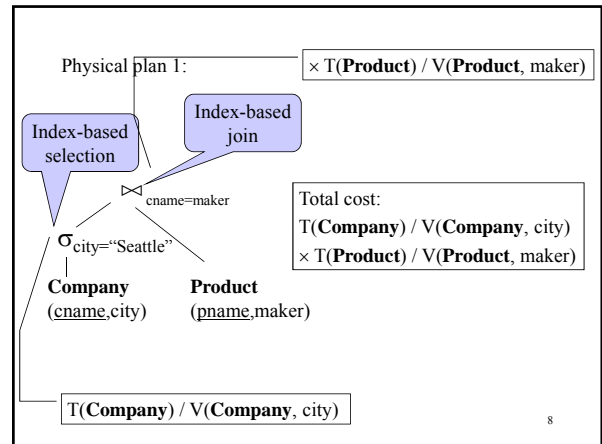 Physical plan 1:
× T(Product) / V(Product, maker)
Index-based
selection
Index-based
join
⋈ cname=maker
Total cost:
T(Company) / V(Company, city)
× T(Product) / V(Product, maker)
σcity=“Seattle”
Company
(cname,city)
Product
(pname,maker)
T(Company) / V(Company, city)
8